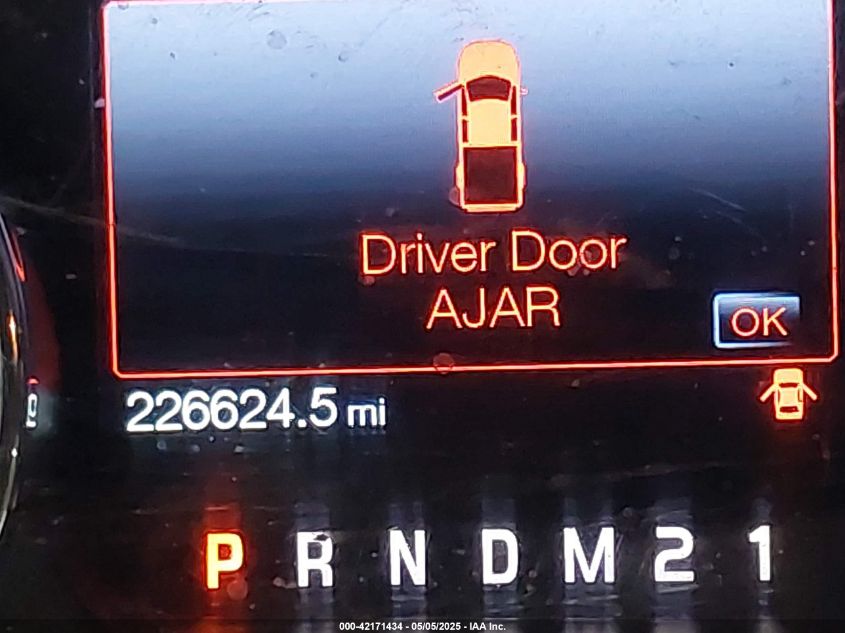 Driver Door
AJAR
OK
226624.5 mi
P R N D M 2 1
000-42171434 - 05/05/2025 - IAA Inc.